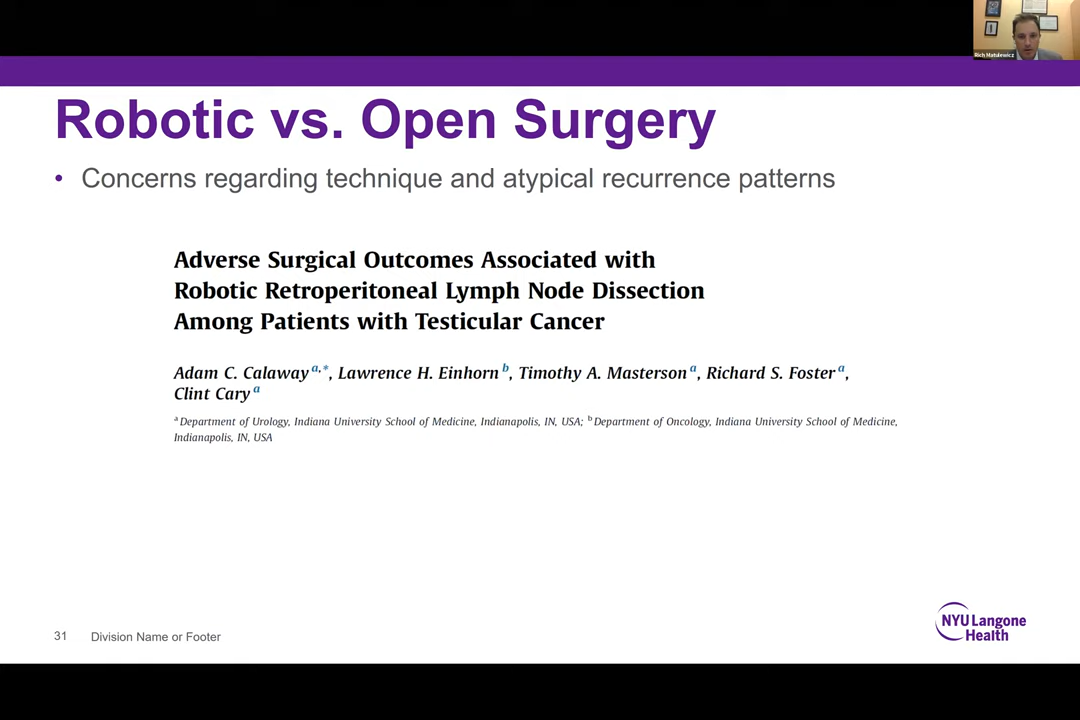 Rich Matulewicz
Robotic vs. Open Surgery
• Concerns regarding technique and atypical recurrence patterns
Adverse Surgical Outcomes Associated with
Robotic Retroperitoneal Lymph Node Dissection
Among Patients with Testicular Cancer
Adam C. Calaway a,*, Lawrence H. Einhorn b, Timothy A. Masterson a, Richard S. Foster a,
Clint Cary a
a Department of Urology, Indiana University School of Medicine, Indianapolis, IN, USA; b Department of Oncology, Indiana University School of Medicine,
Indianapolis, IN, USA
31 Division Name or Footer
NYU Langone
Health